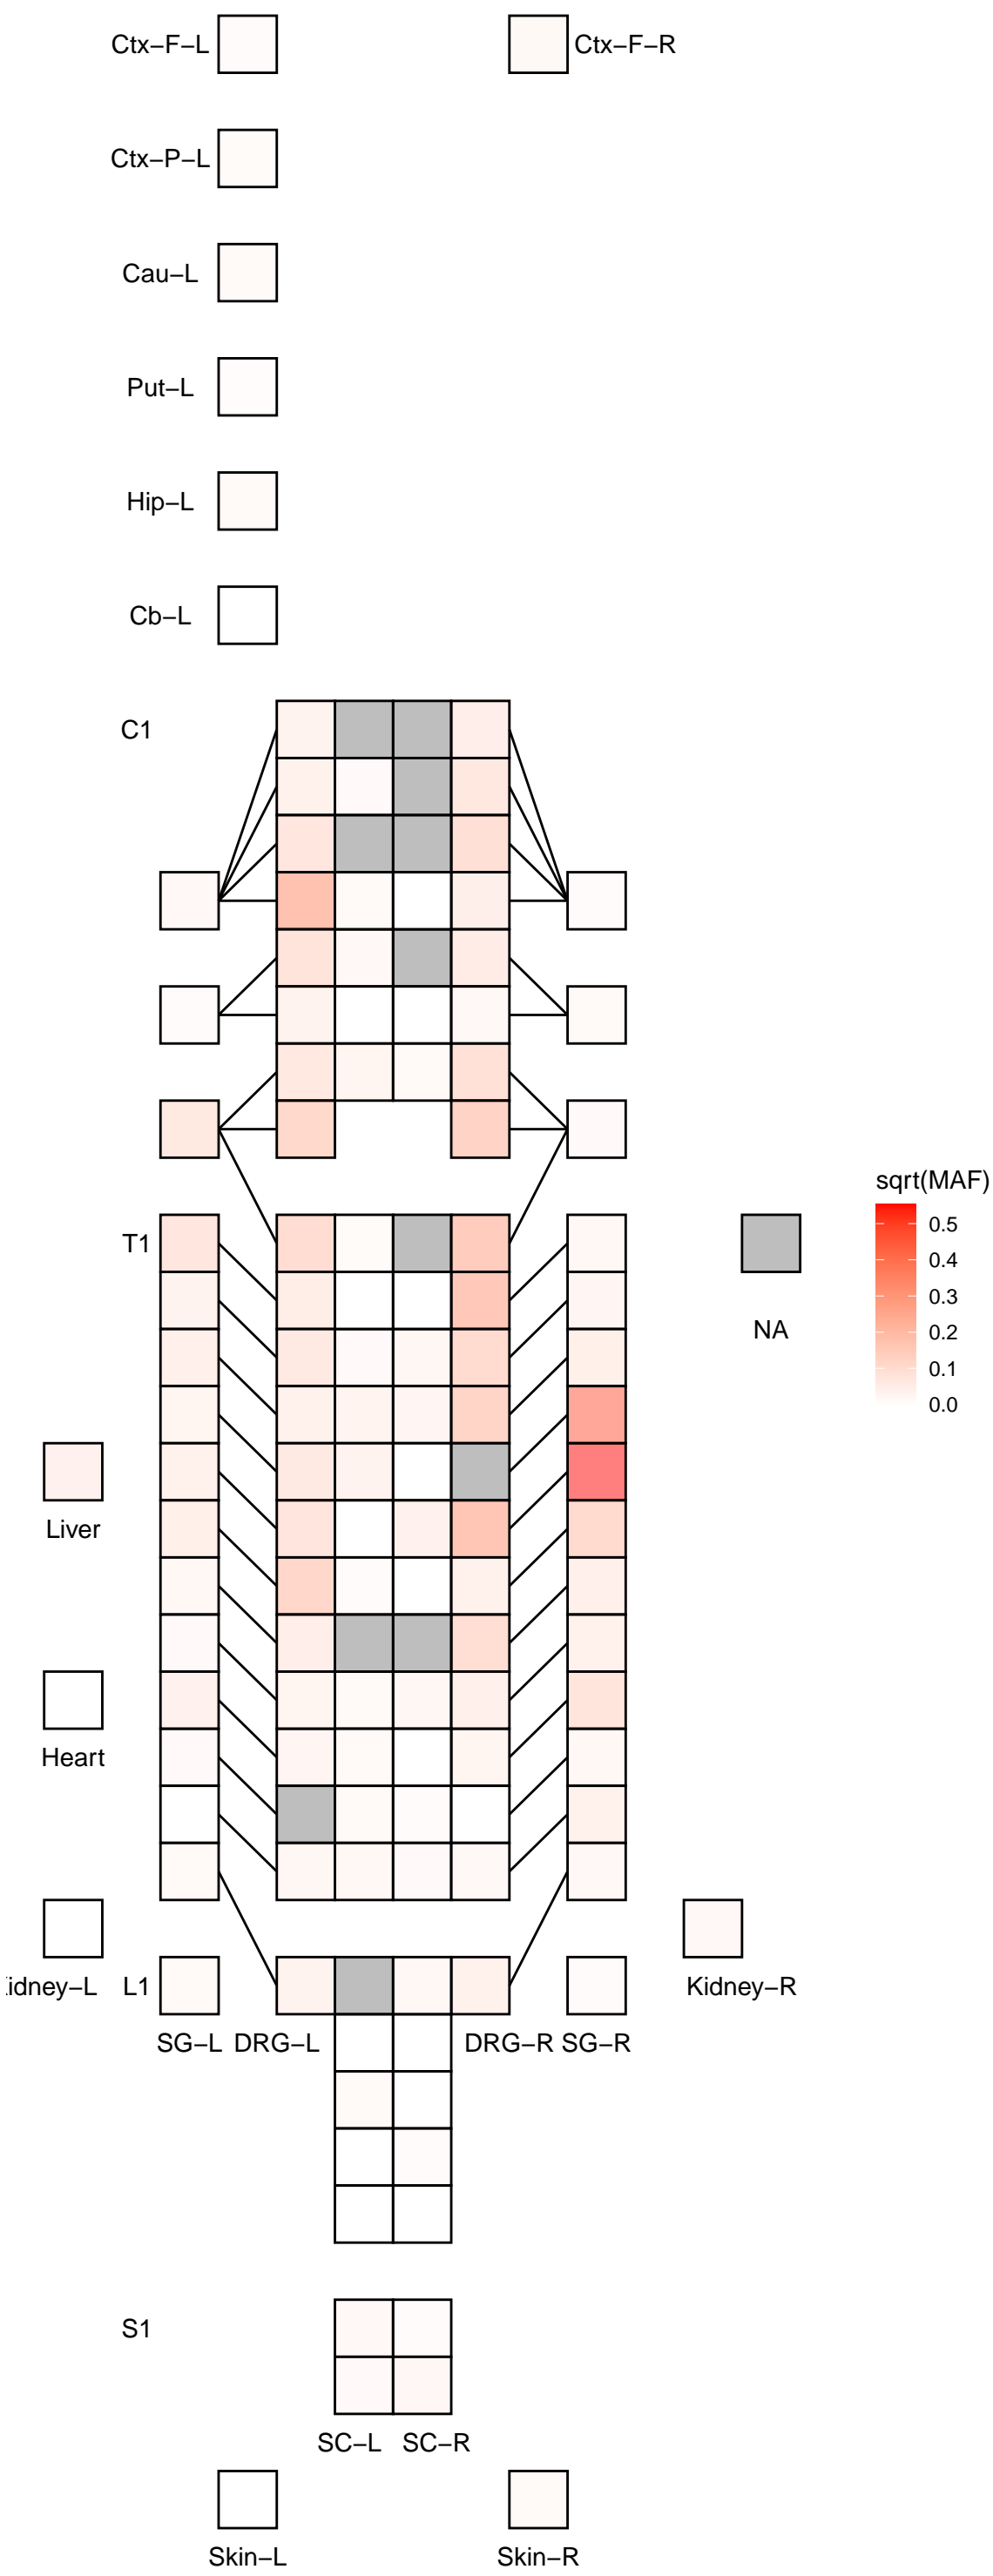 Ctx−F−L
Ctx−F−R
Ctx−P−L
Cau−L
Put−L
Hip−L
Cb−L
C1
sqrt(MAF)
T1
0.5
0.4
0.3
NA
0.2
0.1
0.0
Liver
Heart
idney−L
L1
Kidney−R
SG−L
DRG−L
DRG−R
SG−R
S1
SC−L
SC−R
Skin−L
Skin−R